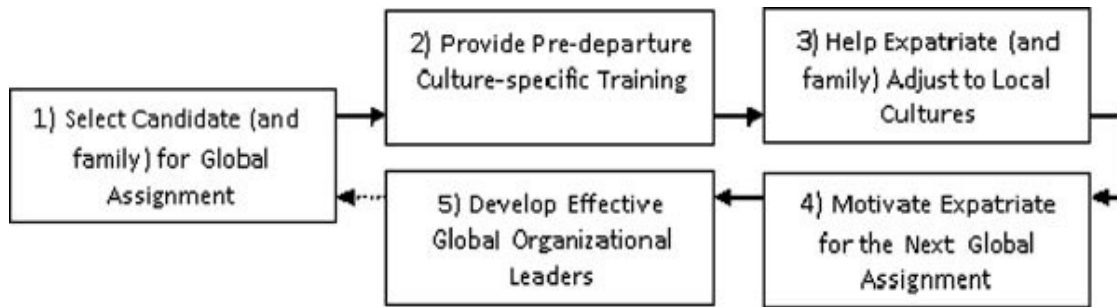 1) Select Candidate (and
family) for Global
Assignment
2) Provide Pre-departure
Culture-specific Training
3) Help Expatriate (and
family) Adjust to Local
Cultures
4) Motivate Expatriate
for the Next Global
Assignment
5) Develop Effective
Global Organizational
Leaders